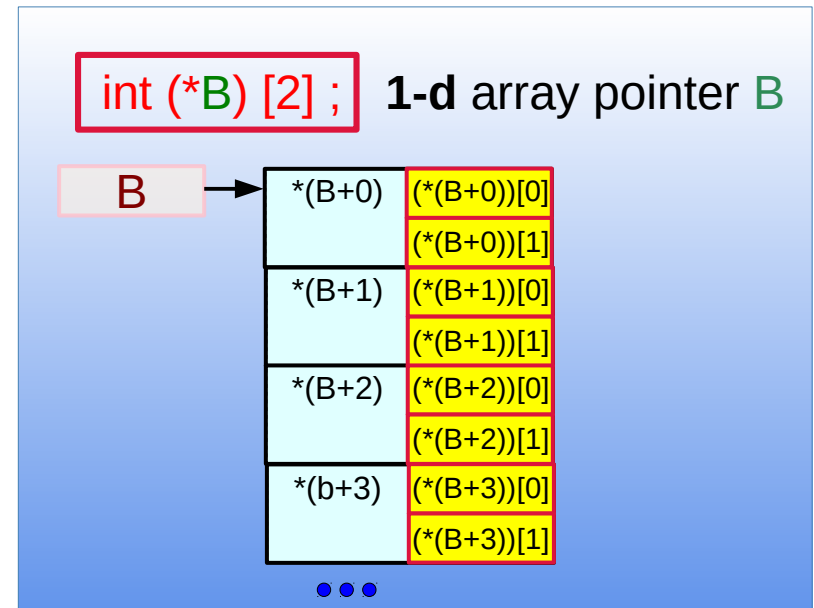 int (*B) [2] ; 1-d array pointer B
B *(B+0) (*(B+0))[0]
(*(B+0))[1]
*(B+1) (*(B+1))[0]
(*(B+1))[1]
*(B+2) (*(B+2))[0]
(*(B+2))[1]
*(b+3) (*(B+3))[0]
(*(B+3))[1]